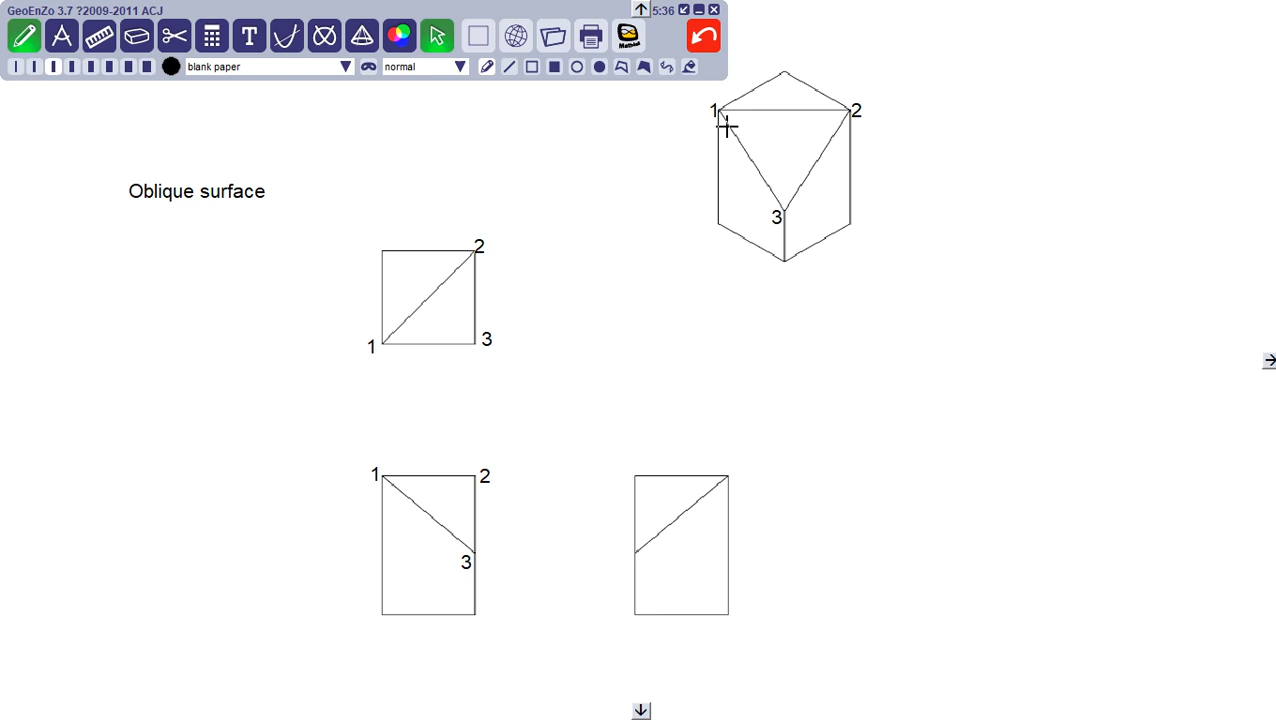 GeoEnZo 3.7 ?2009-2011 ACJ
5:36
T
Mathlet
blank paper
normal
1
2
3
Oblique surface
2
1
3
1
2
3